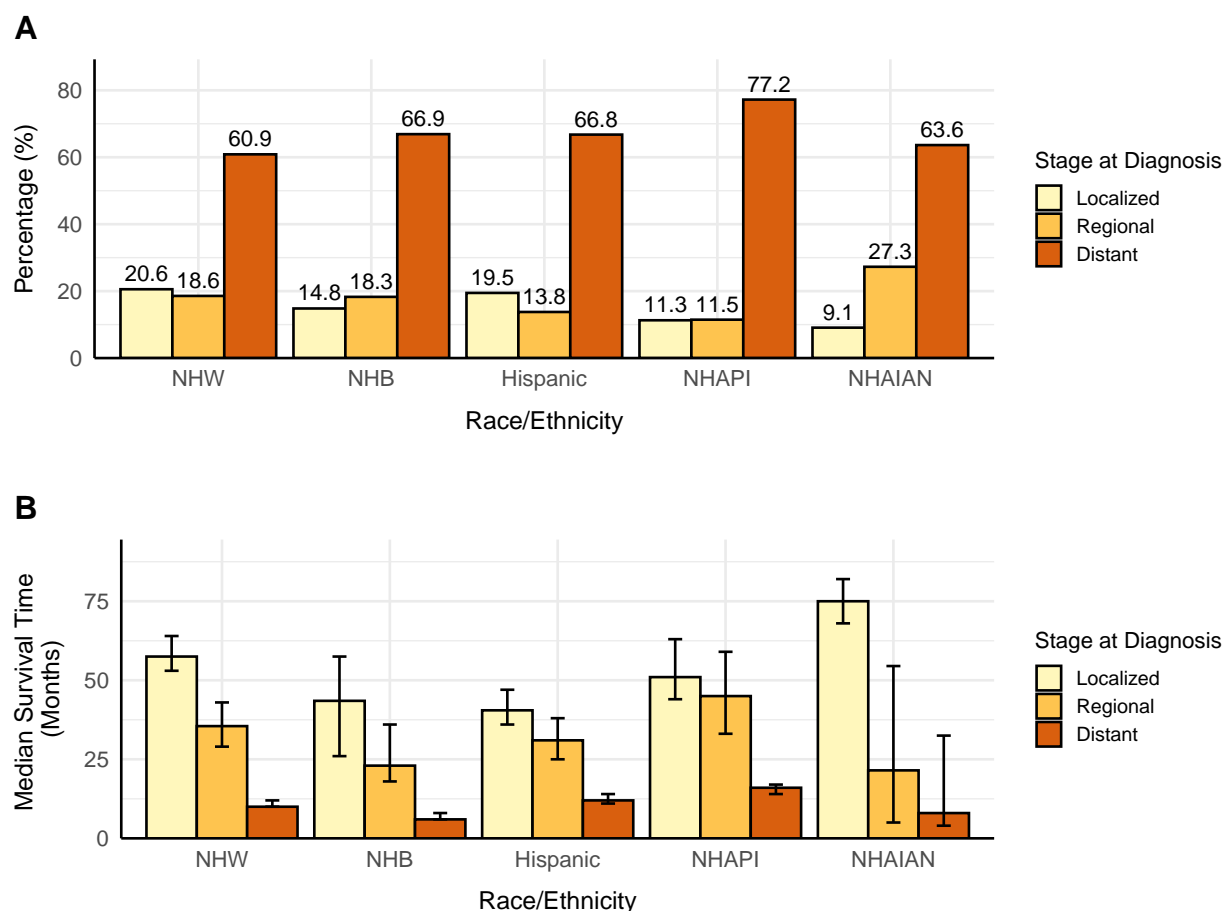 A
80
60
40
20
0
Percentage (%)
20.6 18.6 60.9 14.8 18.3 66.9 19.5 13.8 66.8 11.3 11.5 77.2 9.1 27.3 63.6
NHW NHB Hispanic NHAPI NHAIAN
Race/Ethnicity
Stage at Diagnosis
Localized
Regional
Distant
B
75
50
25
0
Median Survival Time
(Months)
NHW NHB Hispanic NHAPI NHAIAN
Race/Ethnicity
Stage at Diagnosis
Localized
Regional
Distant